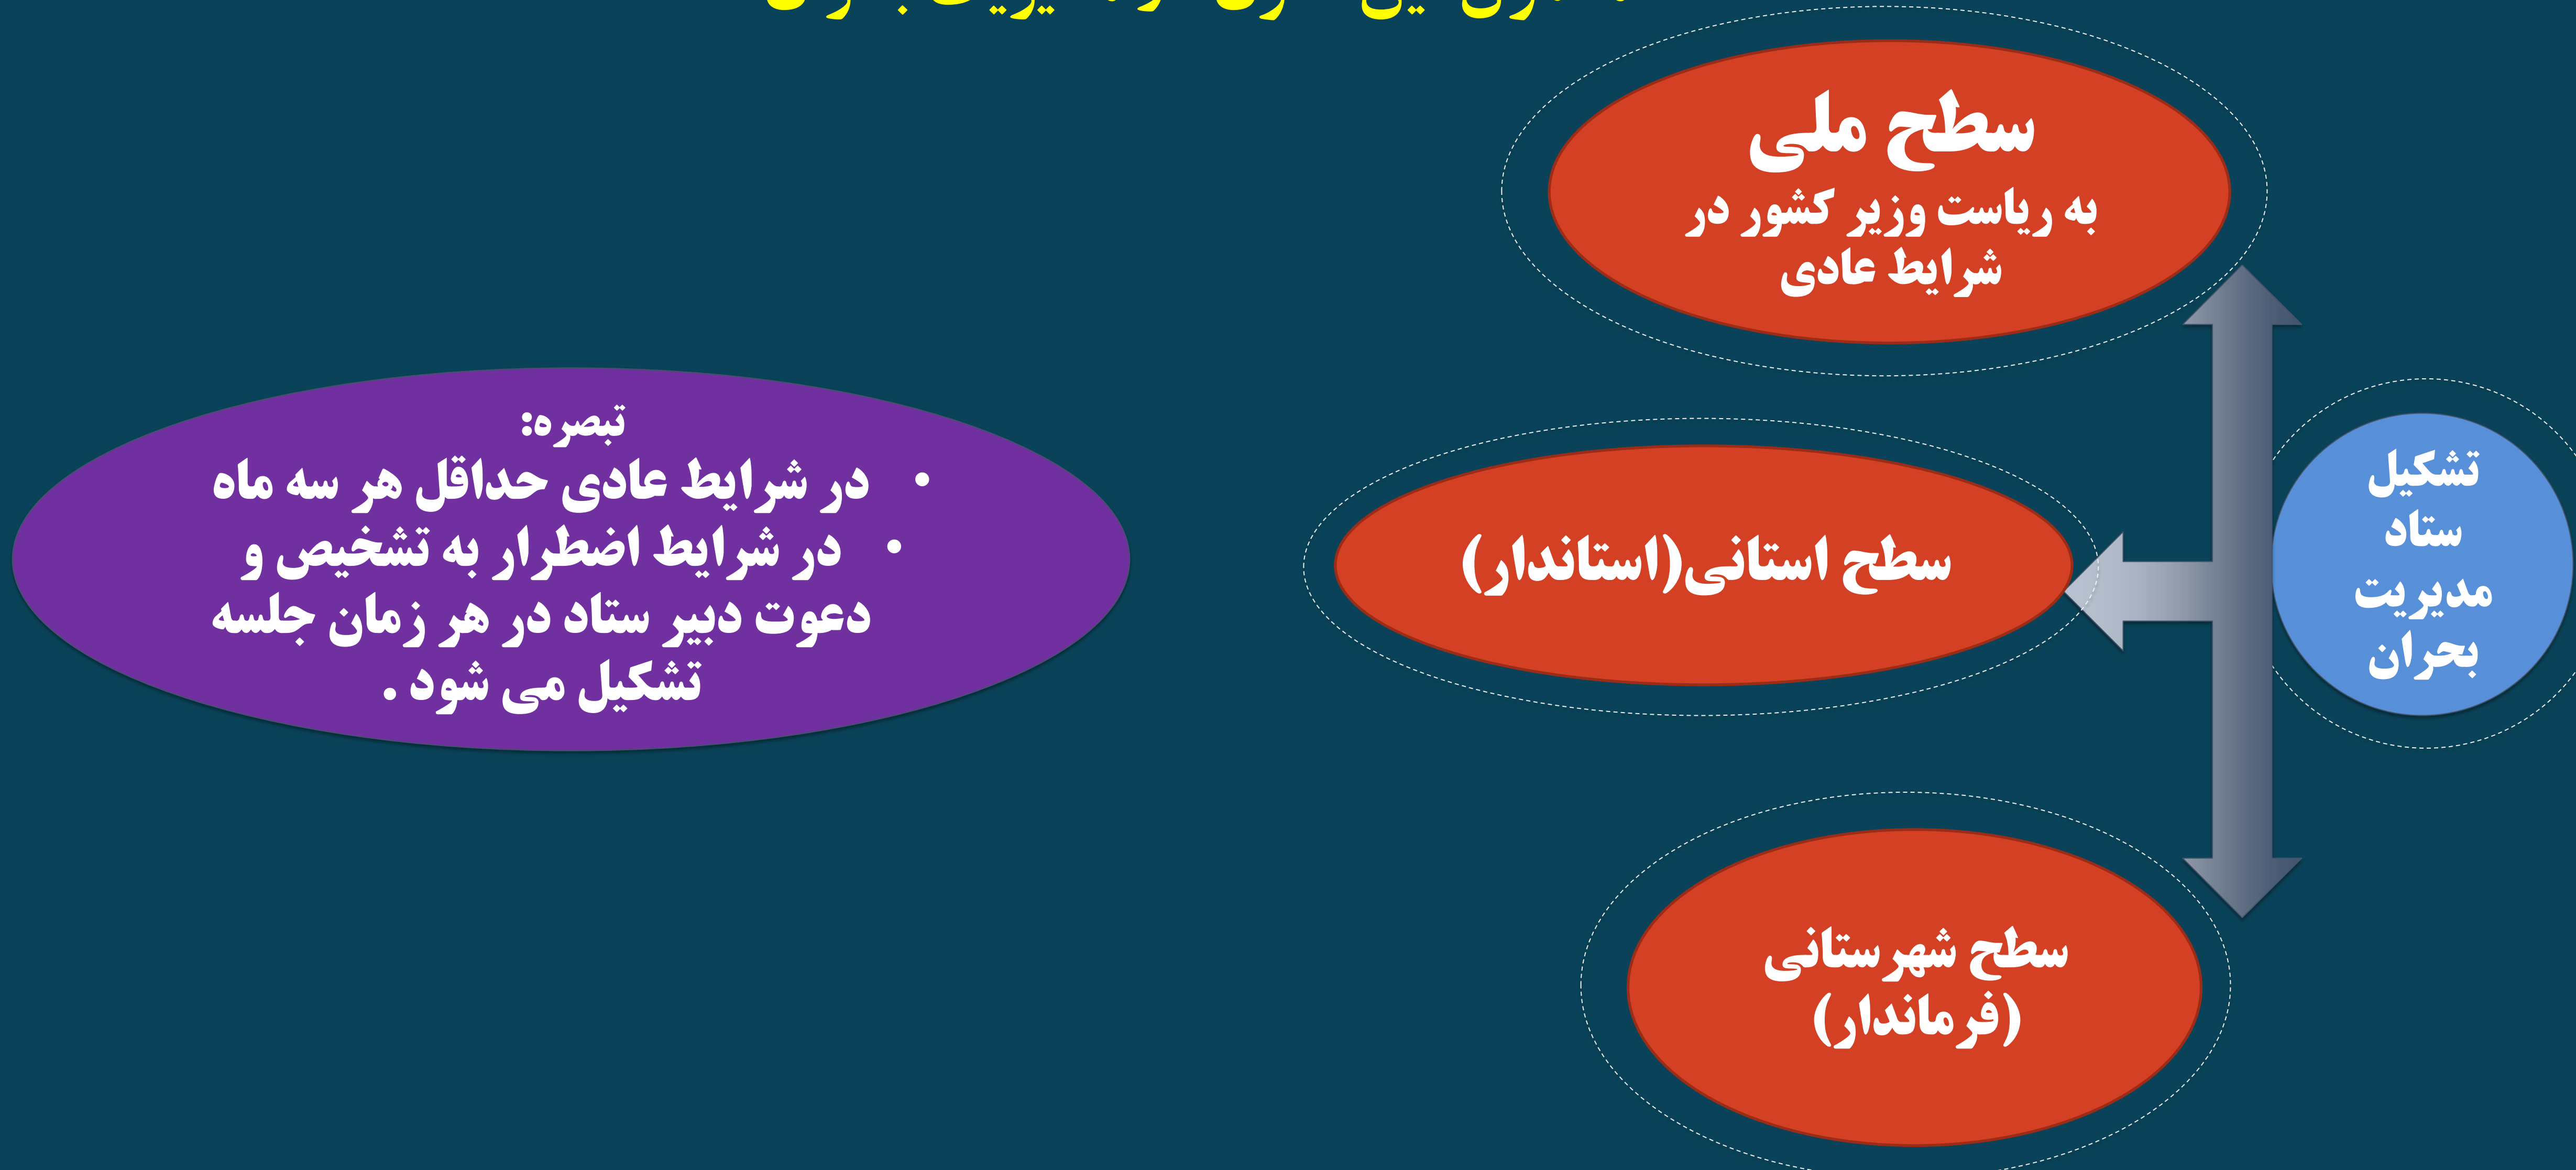 سطح ملی
به ریاست وزیر کشور در
شرایط عادی
تشکیل
ستاد
مدیریت
بحران
سطح استانی(استاندار)
سطح شهرستانی
(فرماندار)
تبصره:
• در شرایط عادی حداقل هر سه ماه
• در شرایط اضطرار به تشخیص و
دعوت دبیر ستاد در هر زمان جلسه
تشکیل می شود .